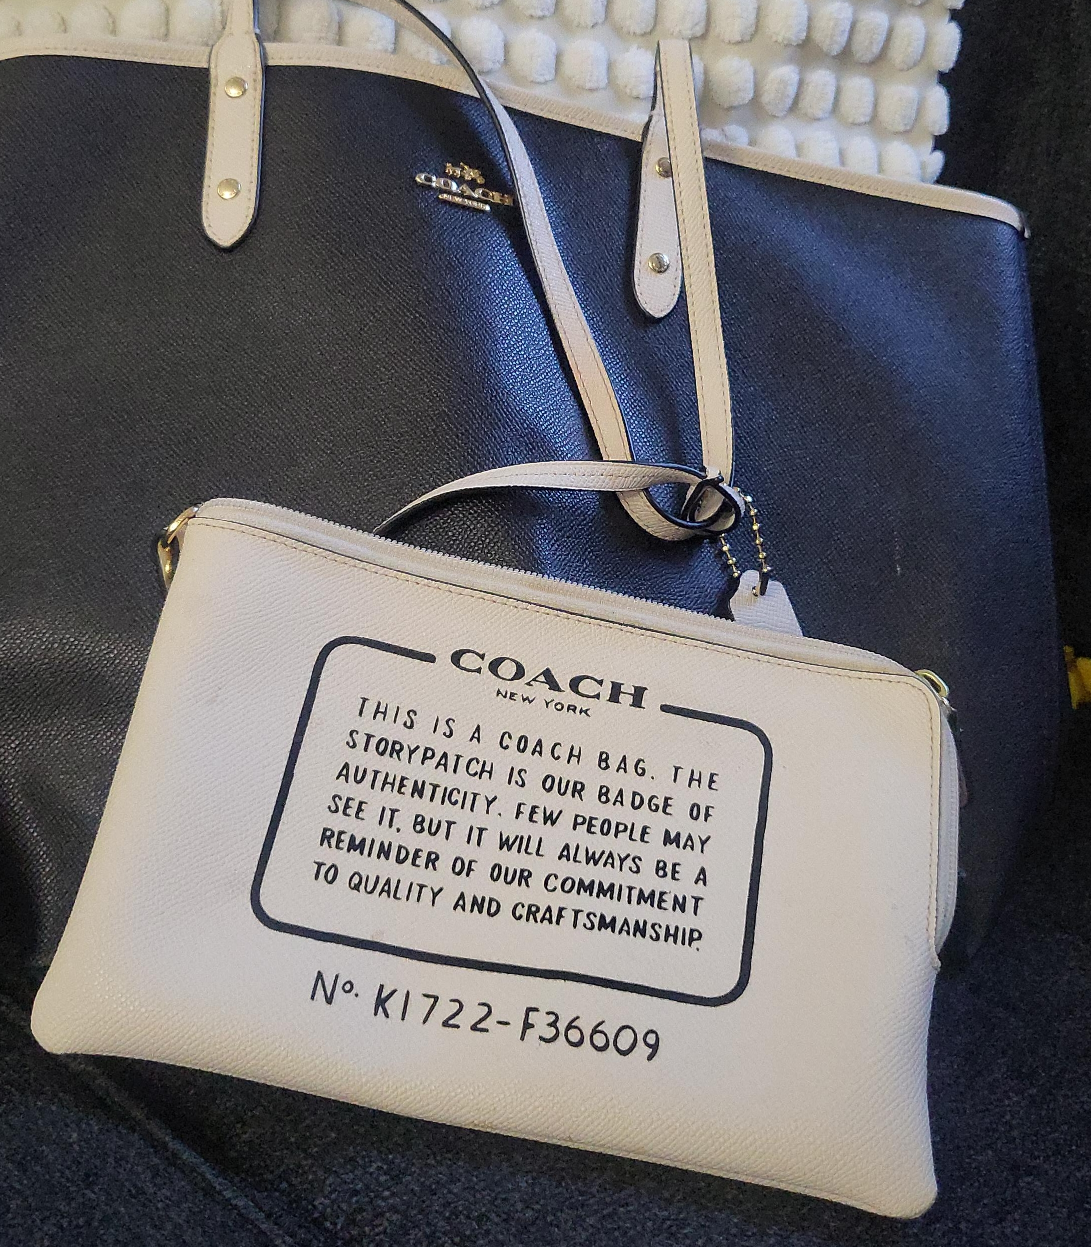 COACH
NEW YORK
COACH
NEW YORK
THIS IS A COACH BAG. THE
STORYPATCH IS OUR BADGE OF
AUTHENTICITY. FEW PEOPLE MAY
SEE IT, BUT IT WILL ALWAYS BE A
REMINDER OF OUR COMMITMENT
TO QUALITY AND CRAFTSMANSHIP.
Nº. K1722-F36609